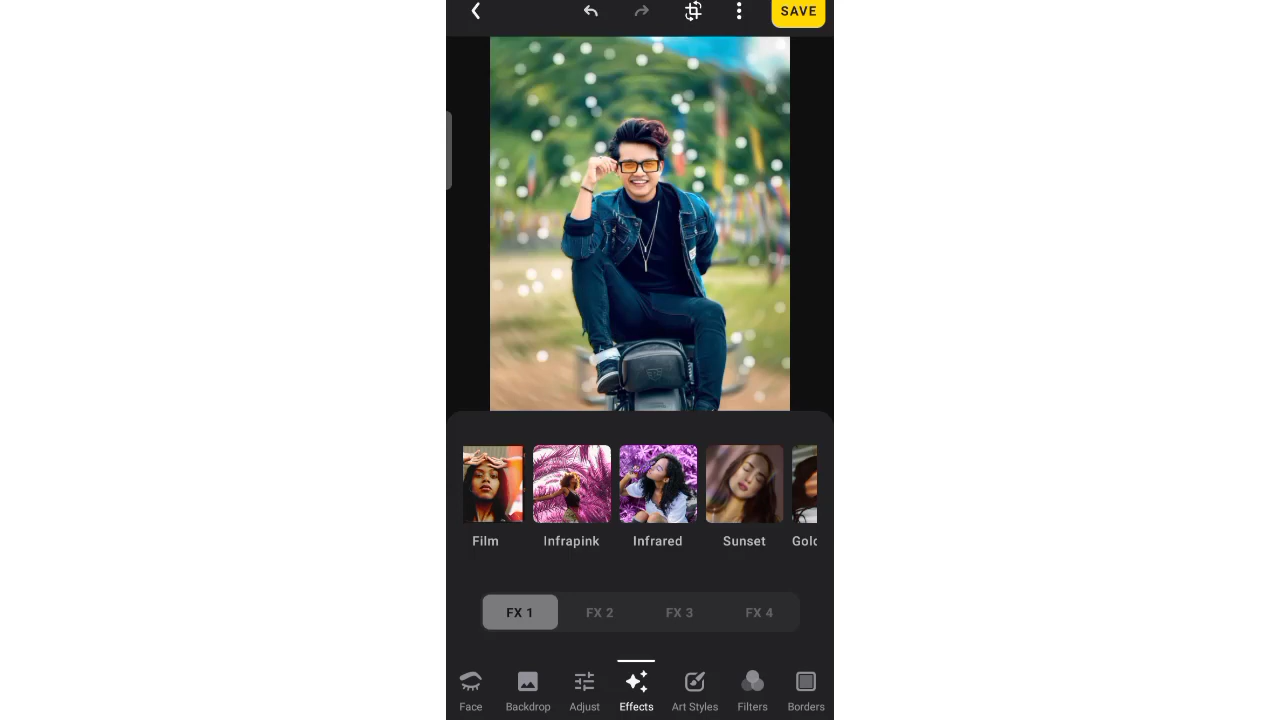 SAVE
Film
Infrapink
Infrared
Sunset
Gold
FX 1
FX 2
FX 3
FX 4
Face
Backdrop
Adjust
Effects
Art Styles
Filters
Borders